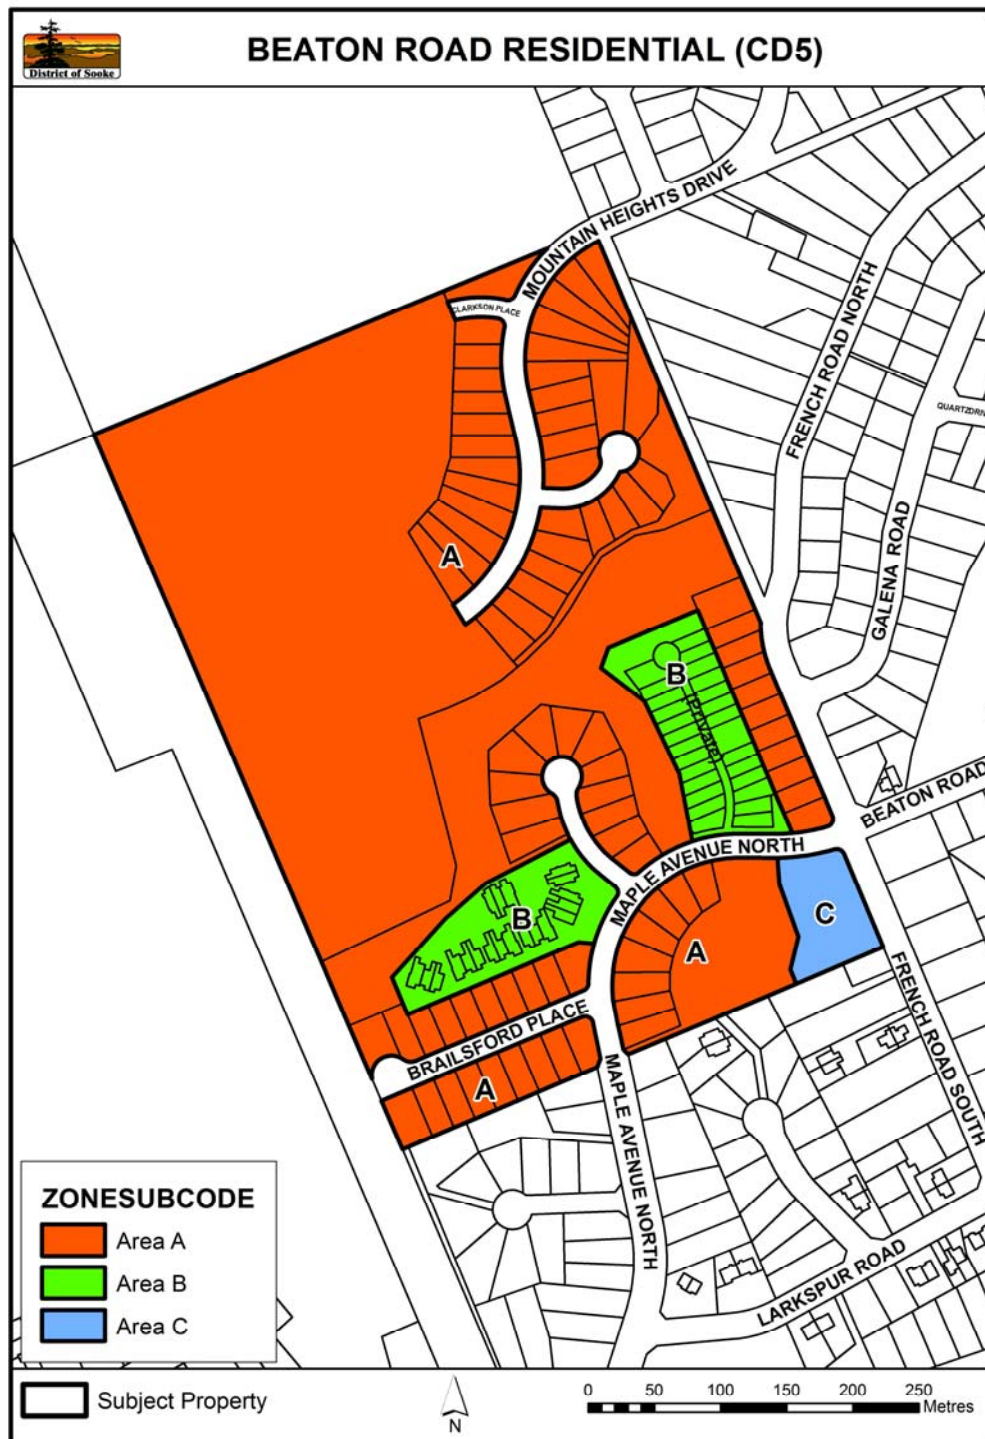 District of Sooke
BEATON ROAD RESIDENTIAL (CD5)
MOUNTAIN HEIGHTS DRIVE
CLARKSON PLACE
FRENCH ROAD NORTH
QUARTZ DRIV
A
GALENA ROAD
B
(Private)
BEATON ROAD
MAPLE AVENUE NORTH
B
C
A
BRAILSFORD PLACE
FRENCH ROAD SOUTH
A
MAPLE AVENUE NORTH
LARKSPUR ROAD
ZONESUBCODE
Area A
Area B
Area C
Subject Property
N
0 50 100 150 200 250
Metres